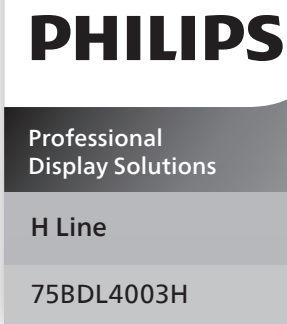 PHILIPS
Professional
Display Solutions
H Line
75BDL4003H